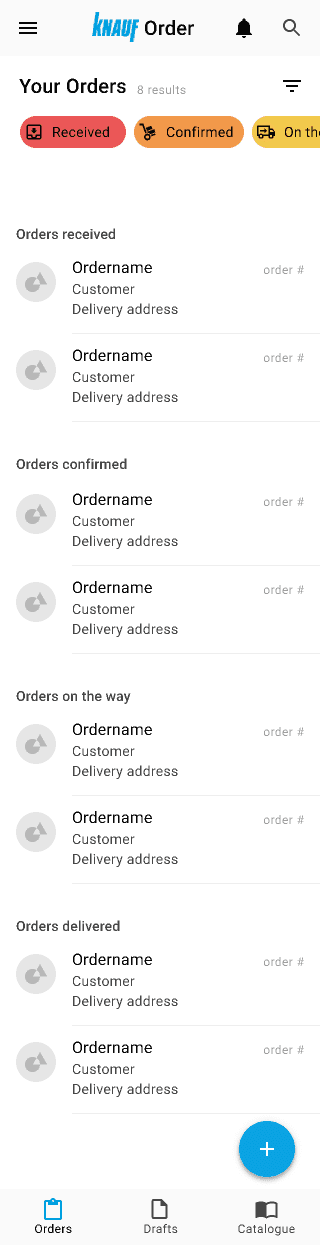 KNAUF Order
Your Orders 8 results
Received Confirmed On the
Orders received
Ordername order #
Customer
Delivery address
Ordername order #
Customer
Delivery address
Orders confirmed
Ordername order #
Customer
Delivery address
Ordername order #
Customer
Delivery address
Orders on the way
Ordername order #
Customer
Delivery address
Ordername order #
Customer
Delivery address
Orders delivered
Ordername order #
Customer
Delivery address
Ordername order #
Customer
Delivery address
Orders Drafts Catalogue